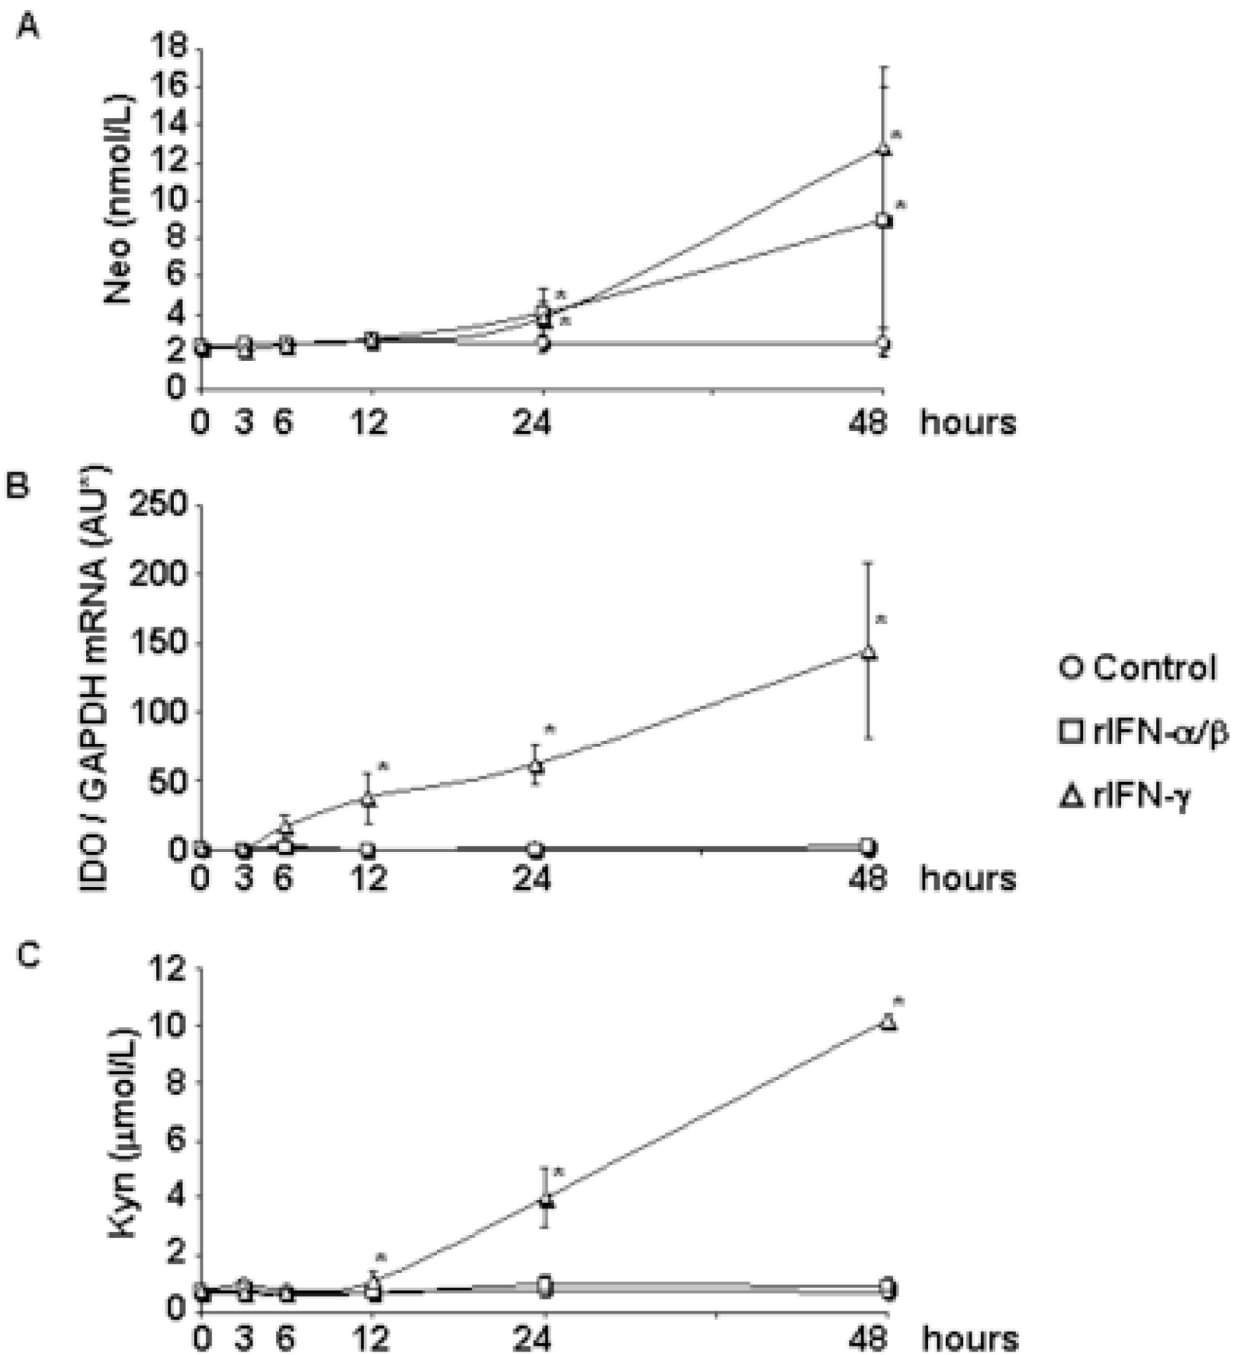 A
Neo (nmol/L)
18
16
14
12
10
8
6
4
2
0
*
*
*
*
0 3 6 12 24 48 hours
B
IDO / GAPDH mRNA (AU*)
250
200
150
100
50
0
*
*
*
0 3 6 12 24 48 hours
Control
rIFN-α/β
rIFN-γ
C
Kyn (μmol/L)
12
10
8
6
4
2
0
*
*
*
0 3 6 12 24 48 hours